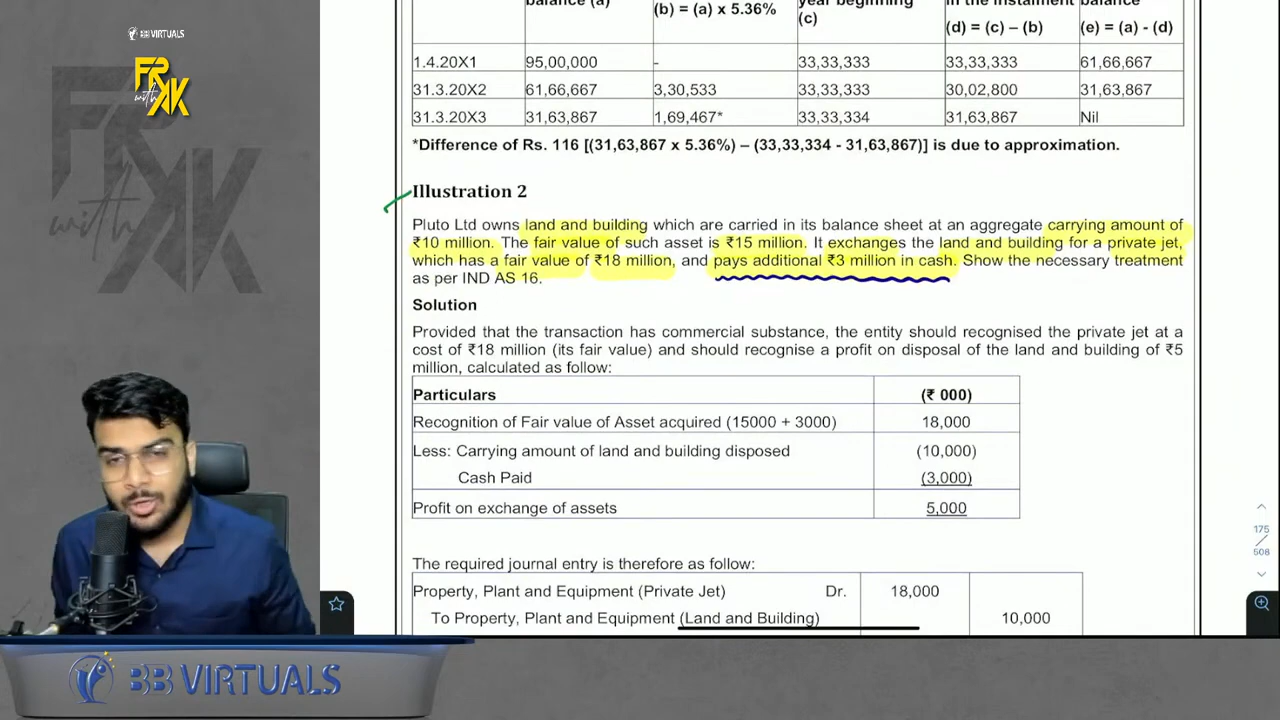 BB VIRTUALS
FR
with AK
balance (a)
(b) = (a) x 5.36%
year beginning
(c)
in the instalment
(d) = (c) – (b)
balance
(e) = (a) - (d)
1.4.20X1 95,00,000 - 33,33,333 33,33,333 61,66,667
31.3.20X2 61,66,667 3,30,533 33,33,333 30,02,800 31,63,867
31.3.20X3 31,63,867 1,69,467* 33,33,334 31,63,867 Nil
*Difference of Rs. 116 [(31,63,867 x 5.36%) – (33,33,334 - 31,63,867)] is due to approximation.
Illustration 2
Pluto Ltd owns land and building which are carried in its balance sheet at an aggregate carrying amount of
₹10 million. The fair value of such asset is ₹15 million. It exchanges the land and building for a private jet,
which has a fair value of ₹18 million, and pays additional ₹3 million in cash. Show the necessary treatment
as per IND AS 16.
Solution
Provided that the transaction has commercial substance, the entity should recognised the private jet at a
cost of ₹18 million (its fair value) and should recognise a profit on disposal of the land and building of ₹5
million, calculated as follow:
Particulars (₹ 000)
Recognition of Fair value of Asset acquired (15000 + 3000) 18,000
Less: Carrying amount of land and building disposed (10,000)
Cash Paid (3,000)
Profit on exchange of assets 5,000
The required journal entry is therefore as follow:
Property, Plant and Equipment (Private Jet) Dr. 18,000
To Property, Plant and Equipment (Land and Building) 10,000
175
508
BB VIRTUALS